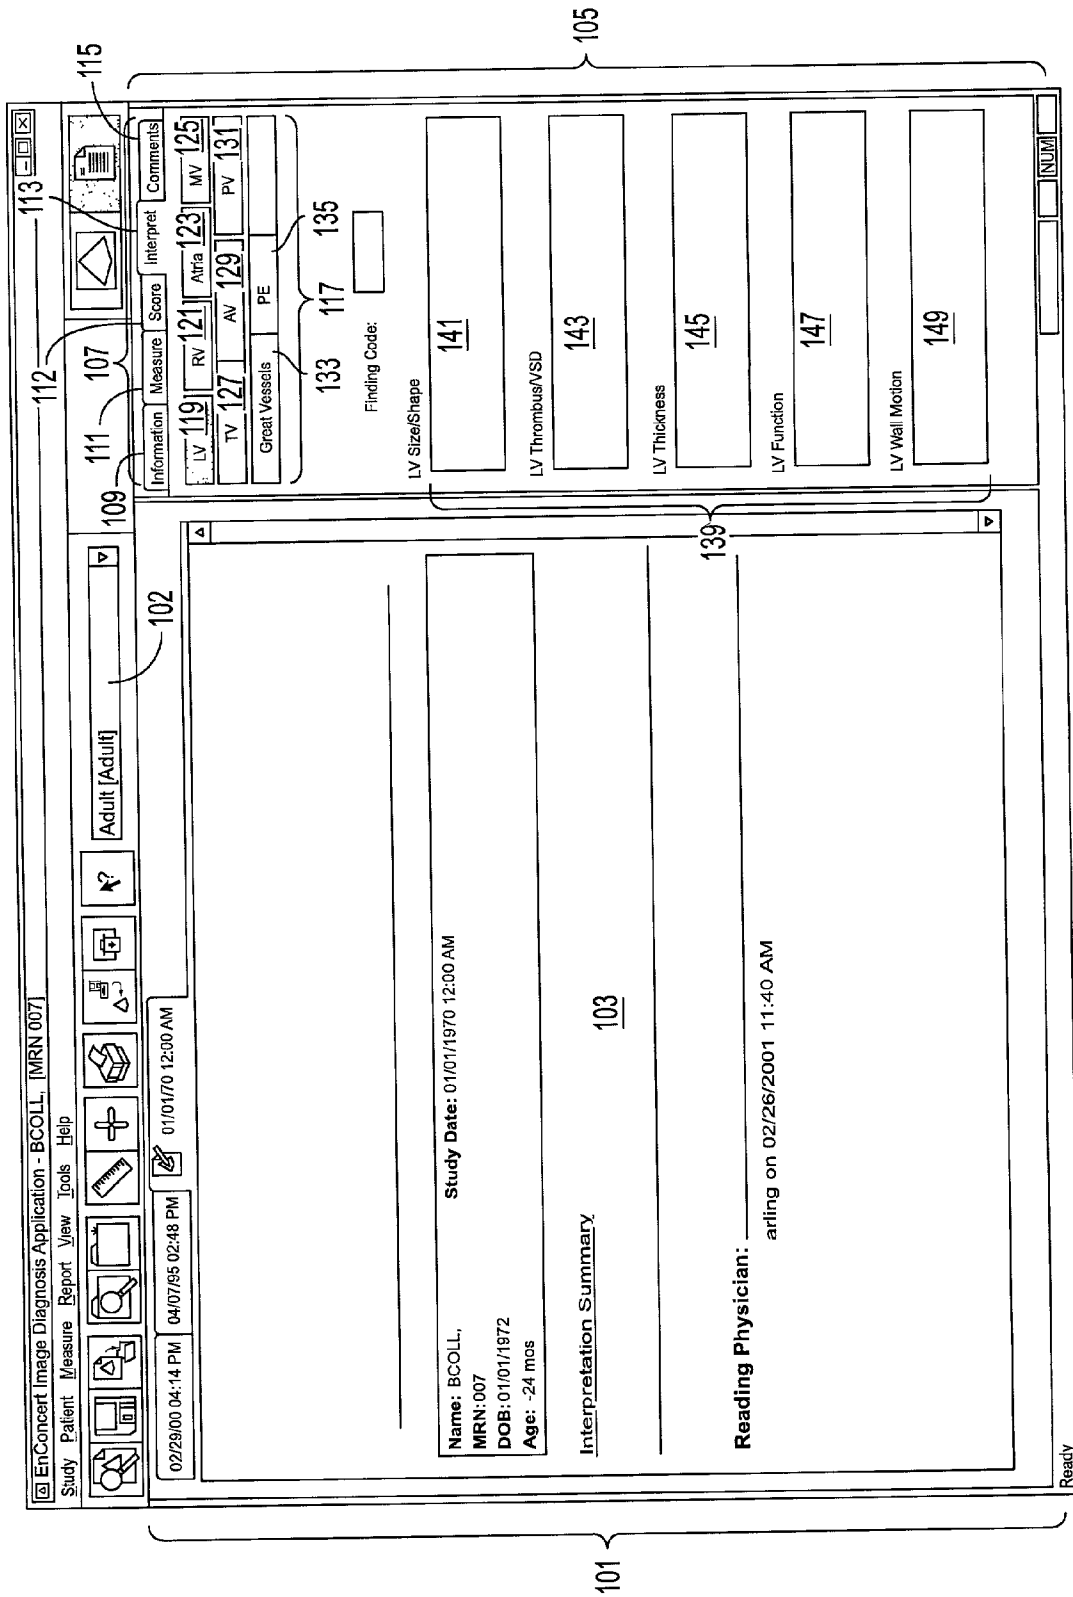 EnConcert Image Diagnosis Application - BCOLL, [MRN 007]
Study Patient Measure Report View Tools Help
Adult [Adult]
102
02/29/00 04:14 PM
04/07/95 02:48 PM
01/01/70 12:00 AM
101
Name: BCOLL,
Study Date: 01/01/1970 12:00 AM
MRN:007
DOB:01/01/1972
Age: -24 mos
Interpretation Summary
103
Reading Physician:
arling on 02/26/2001 11:40 AM
Ready
109
111
107
112
113
115
Information
Measure
Score
Interpret
Comments
LV 119
RV 121
Atria 123
MV 125
TV 127
AV 129
PV 131
Great Vessels
PE
133
117
135
Finding Code:
LV Size/Shape
141
LV Thrombus/VSD
143
LV Thickness
145
LV Function
147
LV Wall Motion
149
139
NUM
105